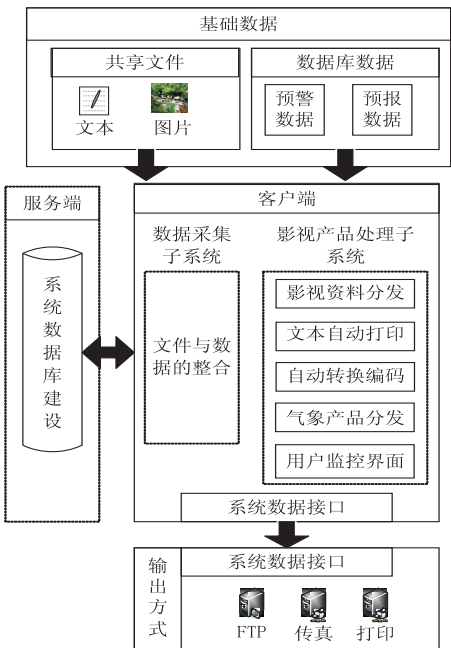 基础数据
共享文件
文本
图片
数据库数据
预警
数据
预报
数据
服务端
系统数据库建设
客户端
数据采集
子系统
文件与数
据的整合
影视产品处理子
系统
影视资料分发
文本自动打印
自动转换编码
气象产品分发
用户监控界面
系统数据接口
输出方式
系统数据接口
FTP
传真
打印